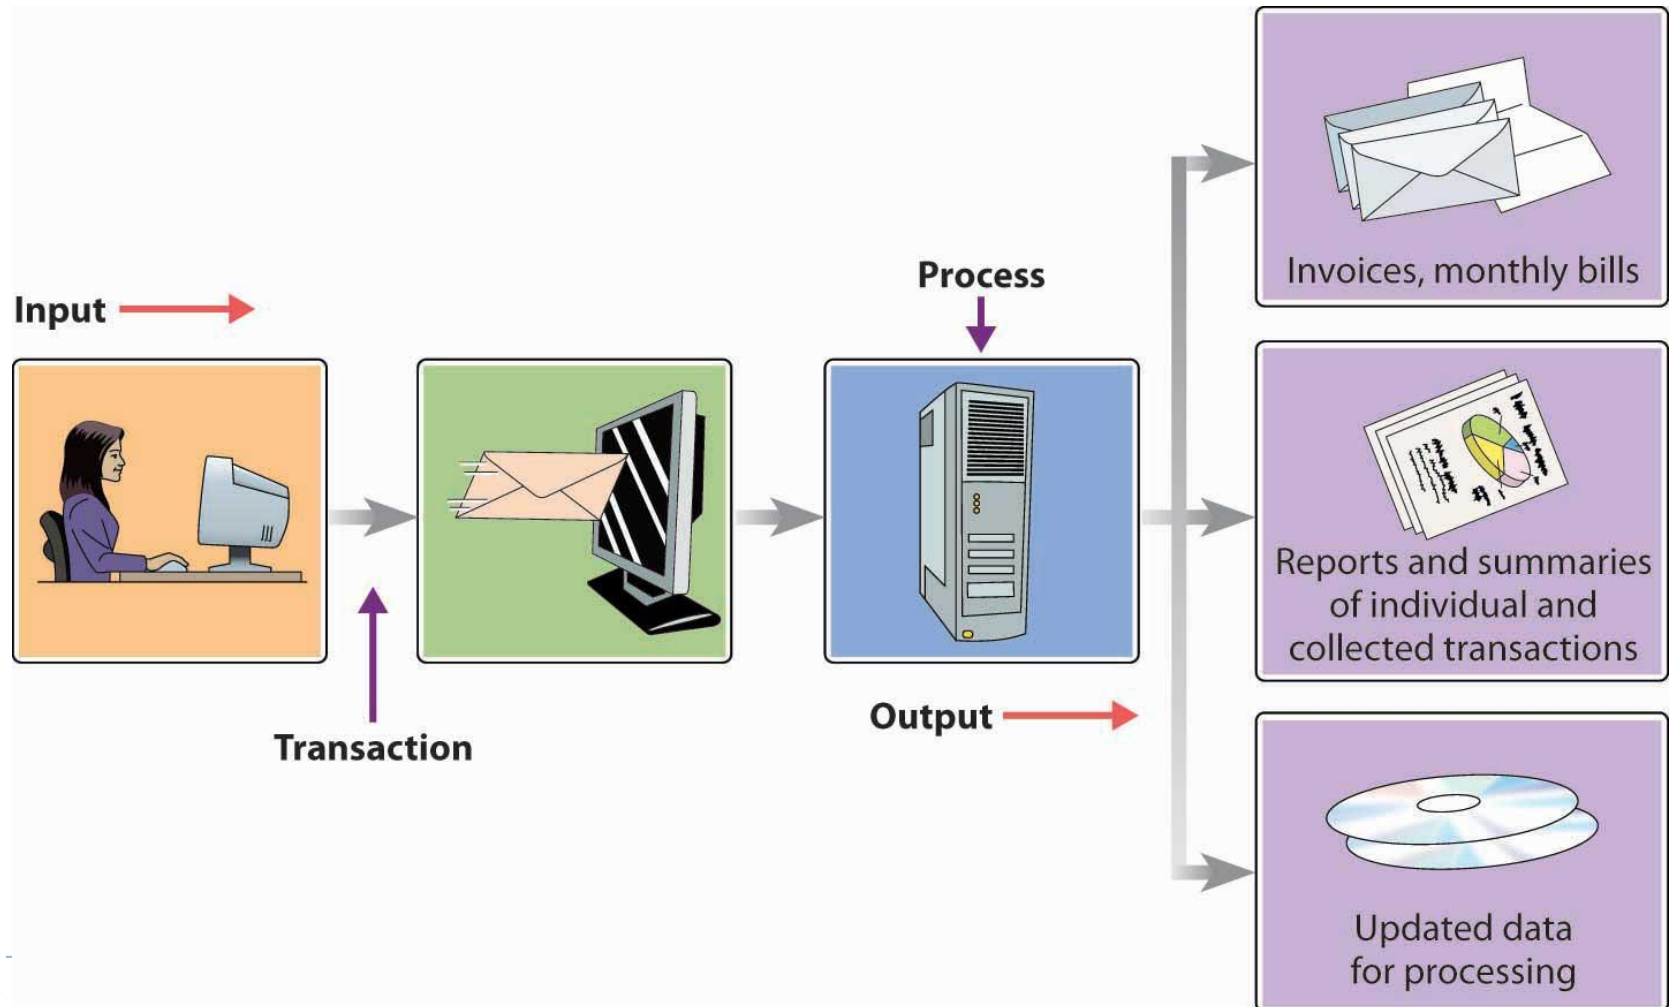 Input
Transaction
Process
Output
Invoices, monthly bills
Reports and summaries
of individual and
collected transactions
Updated data
for processing